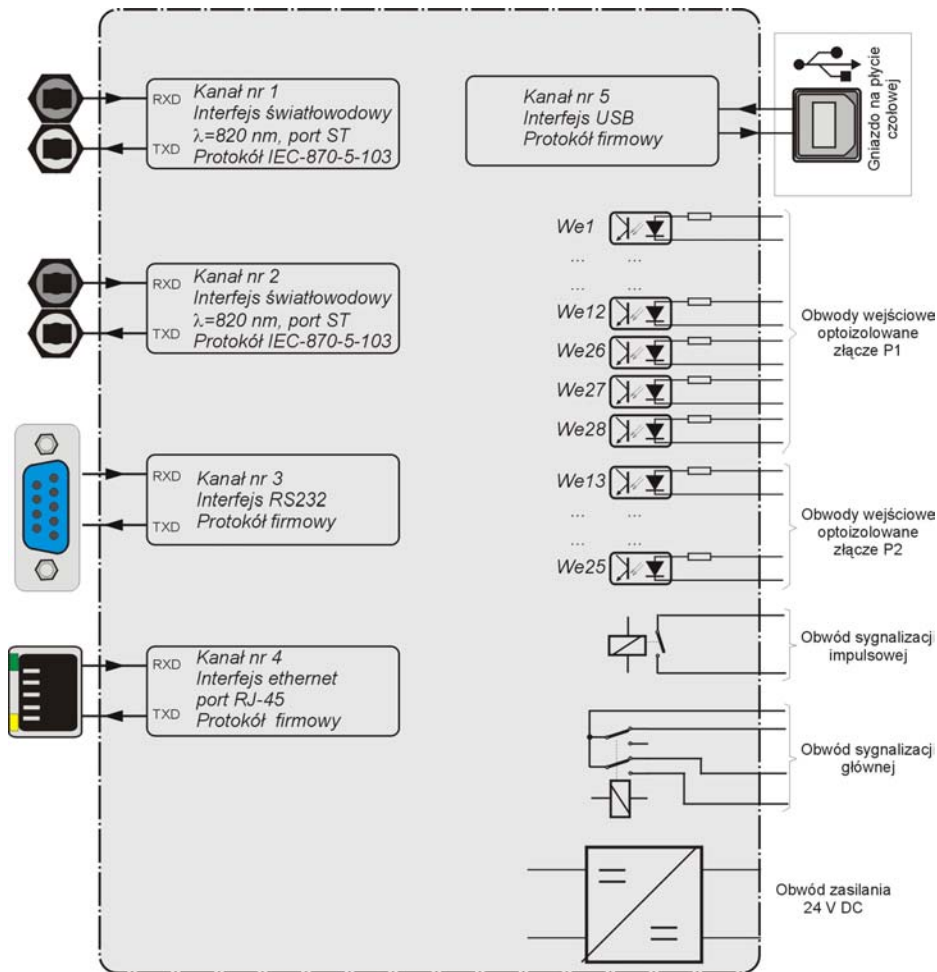 RXD
TXD
Kanał nr 1
Interfejs światłowodowy
λ=820 nm, port ST
Protokół IEC-870-5-103
Kanał nr 5
Interfejs USB
Protokół firmowy
Gniazdo na płycie
czołowej
RXD
TXD
Kanał nr 2
Interfejs światłowodowy
λ=820 nm, port ST
Protokół IEC-870-5-103
We1
... ...
... ...
We12
We26
We27
We28
Obwody wejściowe
optoizolowane
złącze P1
RXD
TXD
Kanał nr 3
Interfejs RS232
Protokół firmowy
We13
... ...
... ...
We25
Obwody wejściowe
optoizolowane
złącze P2
RXD
TXD
Kanał nr 4
Interfejs ethernet
port RJ-45
Protokół firmowy
Obwód sygnalizacji
impulsowej
Obwód sygnalizacji
głównej
Obwód zasilania
24 V DC